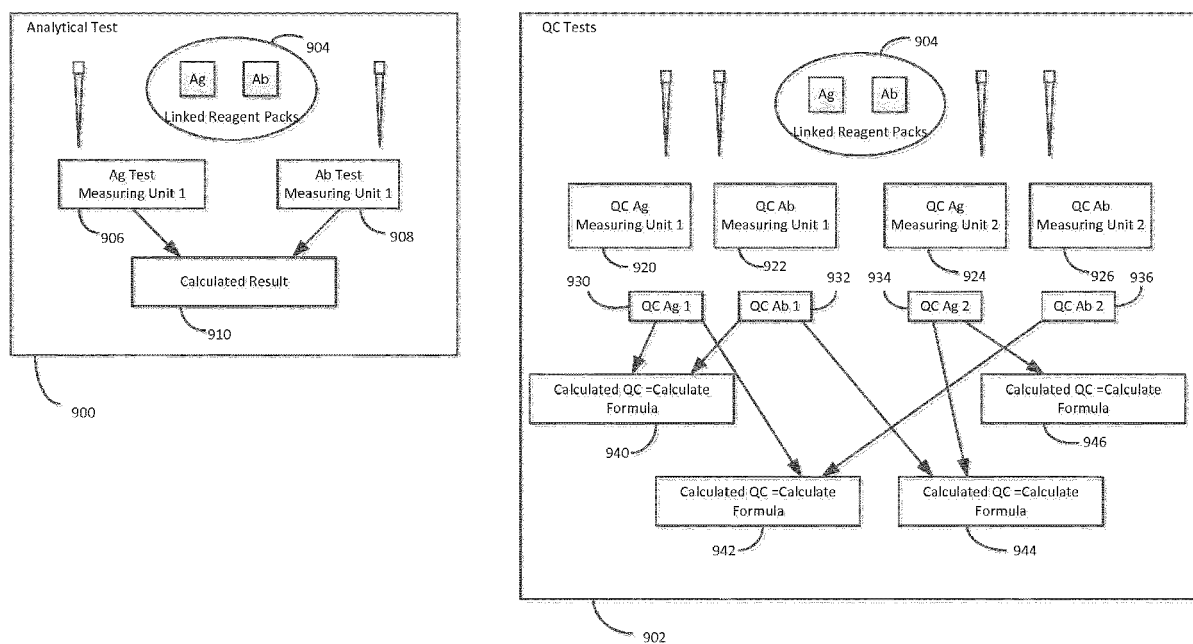 Analytical Test
904
Ag
Ab
Linked Reagent Packs
Ag Test
Measuring Unit 1
Ab Test
Measuring Unit 1
906
908
Calculated Result
910
900
QC Tests
904
Ag
Ab
Linked Reagent Packs
QC Ag
Measuring Unit 1
QC Ab
Measuring Unit 1
QC Ag
Measuring Unit 2
QC Ab
Measuring Unit 2
920
922
924
926
930
932
934
936
QC Ag 1
QC Ab 1
QC Ag 2
QC Ab 2
Calculated QC =Calculate
Formula
Calculated QC =Calculate
Formula
940
946
Calculated QC =Calculate
Formula
Calculated QC =Calculate
Formula
942
944
902